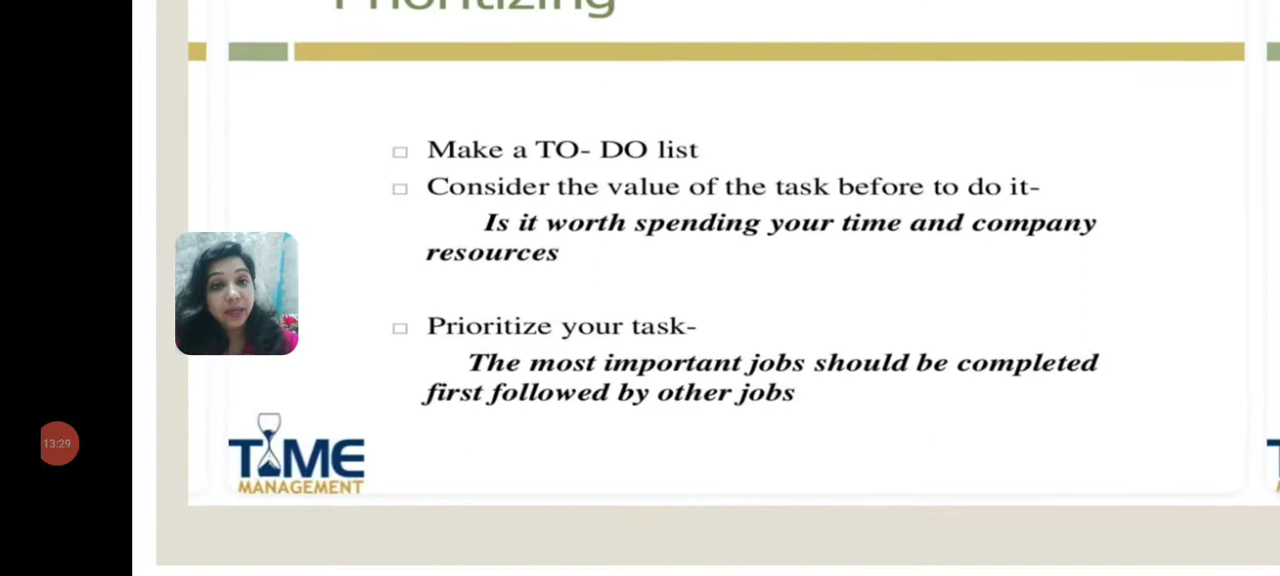 Prioritizing
Make a TO- DO list
Consider the value of the task before to do it-
Is it worth spending your time and company
resources
Prioritize your task-
The most important jobs should be completed
first followed by other jobs
13:29
TIME
MANAGEMENT